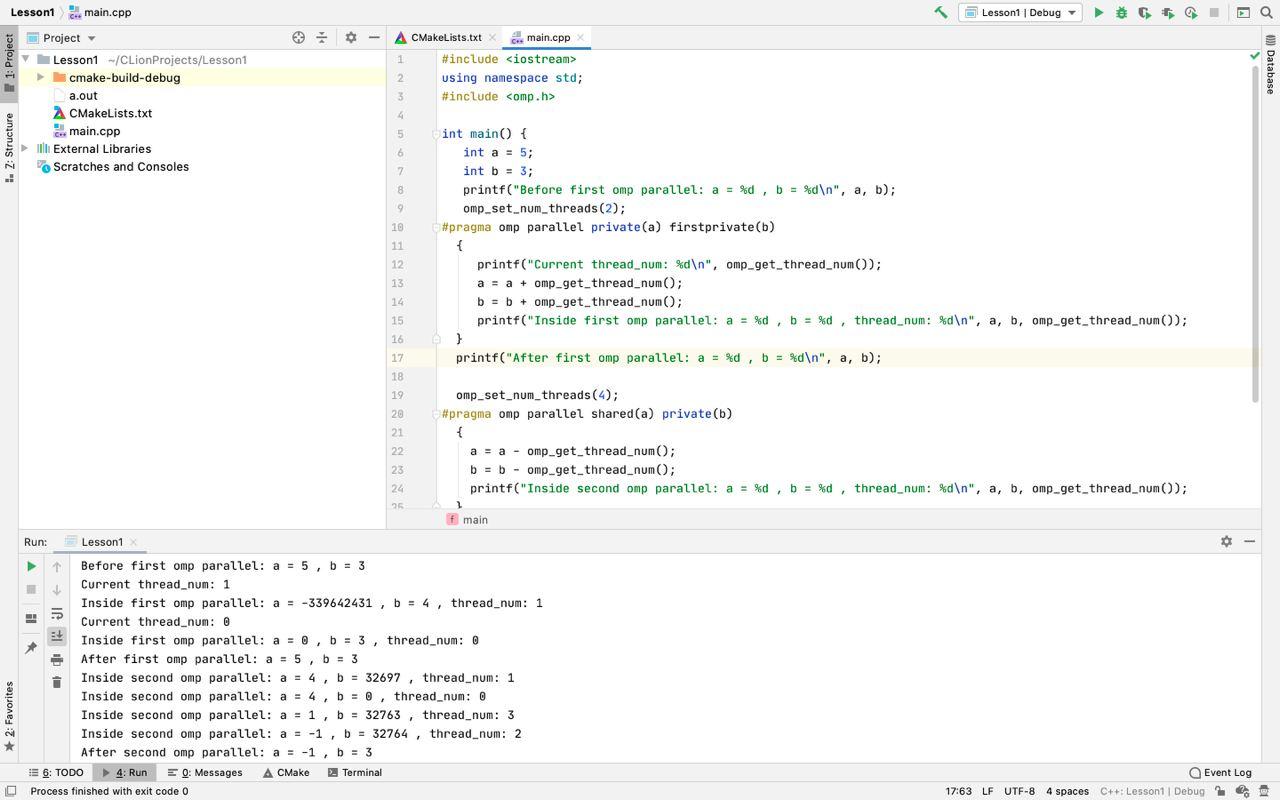 Lesson1 main.cpp
Lesson1 | Debug
1: Project
Project
CMakeLists.txt
main.cpp
Database
Lesson1 ~/CLionProjects/Lesson1
cmake-build-debug
a.out
CMakeLists.txt
main.cpp
External Libraries
Scratches and Consoles
Z: Structure
1 #include <iostream>
2 using namespace std;
3 #include <omp.h>
4
5 int main() {
6 int a = 5;
7 int b = 3;
8 printf("Before first omp parallel: a = %d , b = %d\n", a, b);
9 omp_set_num_threads(2);
10 #pragma omp parallel private(a) firstprivate(b)
11 {
12 printf("Current thread_num: %d\n", omp_get_thread_num());
13 a = a + omp_get_thread_num();
14 b = b + omp_get_thread_num();
15 printf("Inside first omp parallel: a = %d , b = %d , thread_num: %d\n", a, b, omp_get_thread_num());
16 }
17 printf("After first omp parallel: a = %d , b = %d\n", a, b);
18
19 omp_set_num_threads(4);
20 #pragma omp parallel shared(a) private(b)
21 {
22 a = a - omp_get_thread_num();
23 b = b - omp_get_thread_num();
24 printf("Inside second omp parallel: a = %d , b = %d , thread_num: %d\n", a, b, omp_get_thread_num());
25 }
f main
Run: Lesson1
Before first omp parallel: a = 5 , b = 3
Current thread_num: 1
Inside first omp parallel: a = -339642431 , b = 4 , thread_num: 1
Current thread_num: 0
Inside first omp parallel: a = 0 , b = 3 , thread_num: 0
After first omp parallel: a = 5 , b = 3
Inside second omp parallel: a = 4 , b = 32697 , thread_num: 1
Inside second omp parallel: a = 4 , b = 0 , thread_num: 0
Inside second omp parallel: a = 1 , b = 32763 , thread_num: 3
Inside second omp parallel: a = -1 , b = 32764 , thread_num: 2
After second omp parallel: a = -1 , b = 3
2: Favorites
6: TODO 4: Run 0: Messages CMake Terminal Event Log
Process finished with exit code 0 17:63 LF UTF-8 4 spaces C++: Lesson1 | Debug